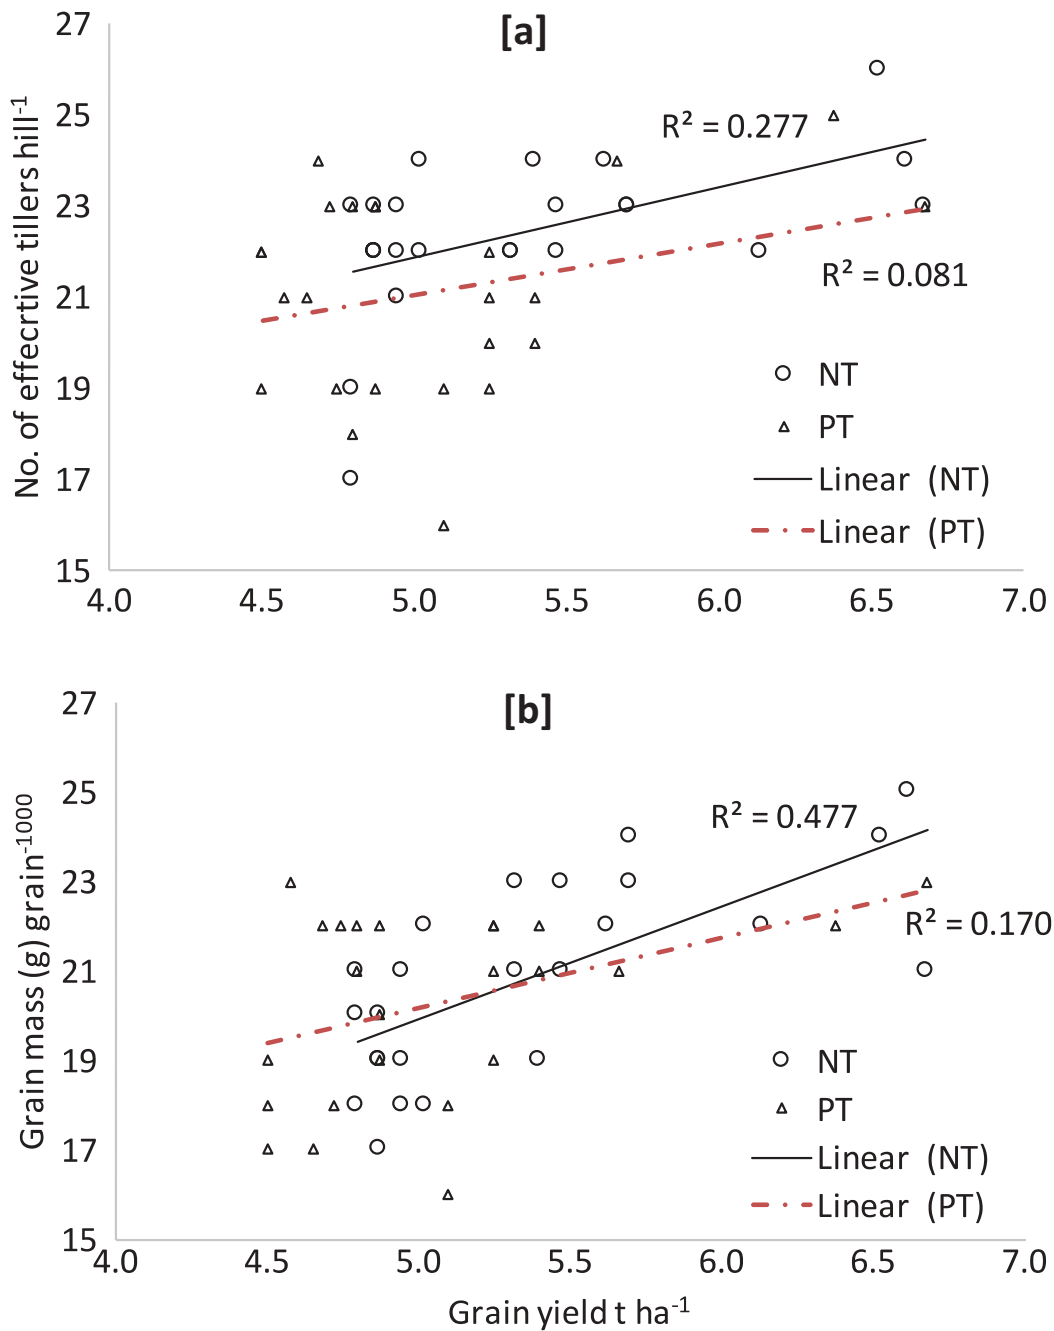 [a]
27
25
23
21
19
17
15
No. of effecrtive tillers hill-1
R² = 0.277
R² = 0.081
NT
PT
Linear (NT)
Linear (PT)
4.0 4.5 5.0 5.5 6.0 6.5 7.0
[b]
27
25
23
21
19
17
15
Grain mass (g) grain-1000
R² = 0.477
R² = 0.170
NT
PT
Linear (NT)
Linear (PT)
4.0 4.5 5.0 5.5 6.0 6.5 7.0
Grain yield t ha-1